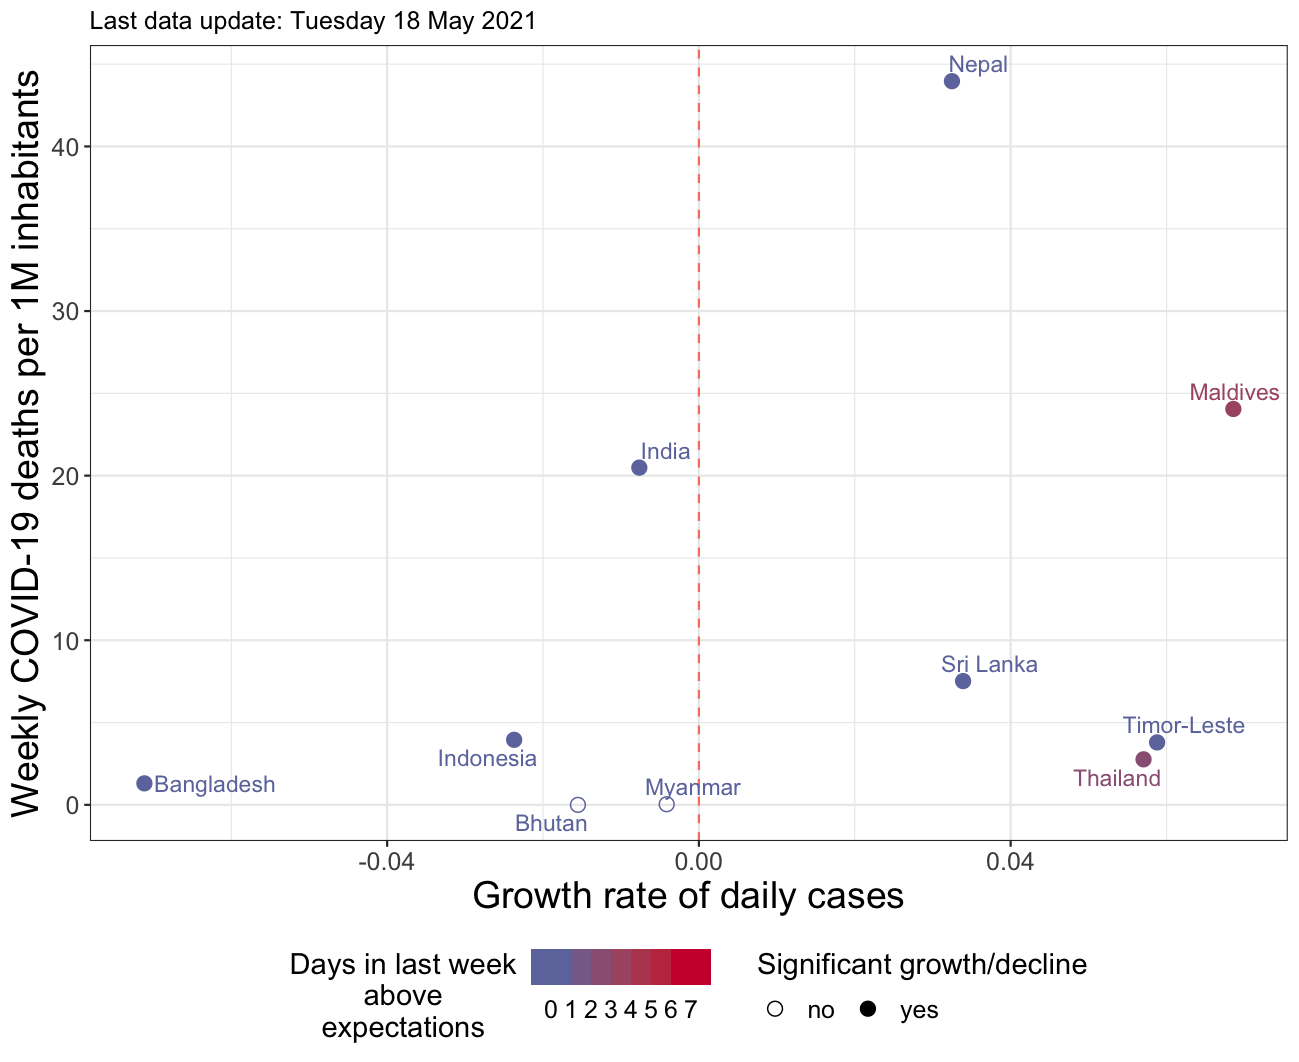 Last data update: Tuesday 18 May 2021
Weekly COVID-19 deaths per 1M inhabitants
40
30
20
10
0
Nepal
Maldives
India
Sri Lanka
Timor-Leste
Indonesia
Thailand
Bangladesh
Myanmar
Bhutan
-0.04
0.00
0.04
Growth rate of daily cases
Days in last week
above
expectations
0 1 2 3 4 5 6 7
Significant growth/decline
no
yes